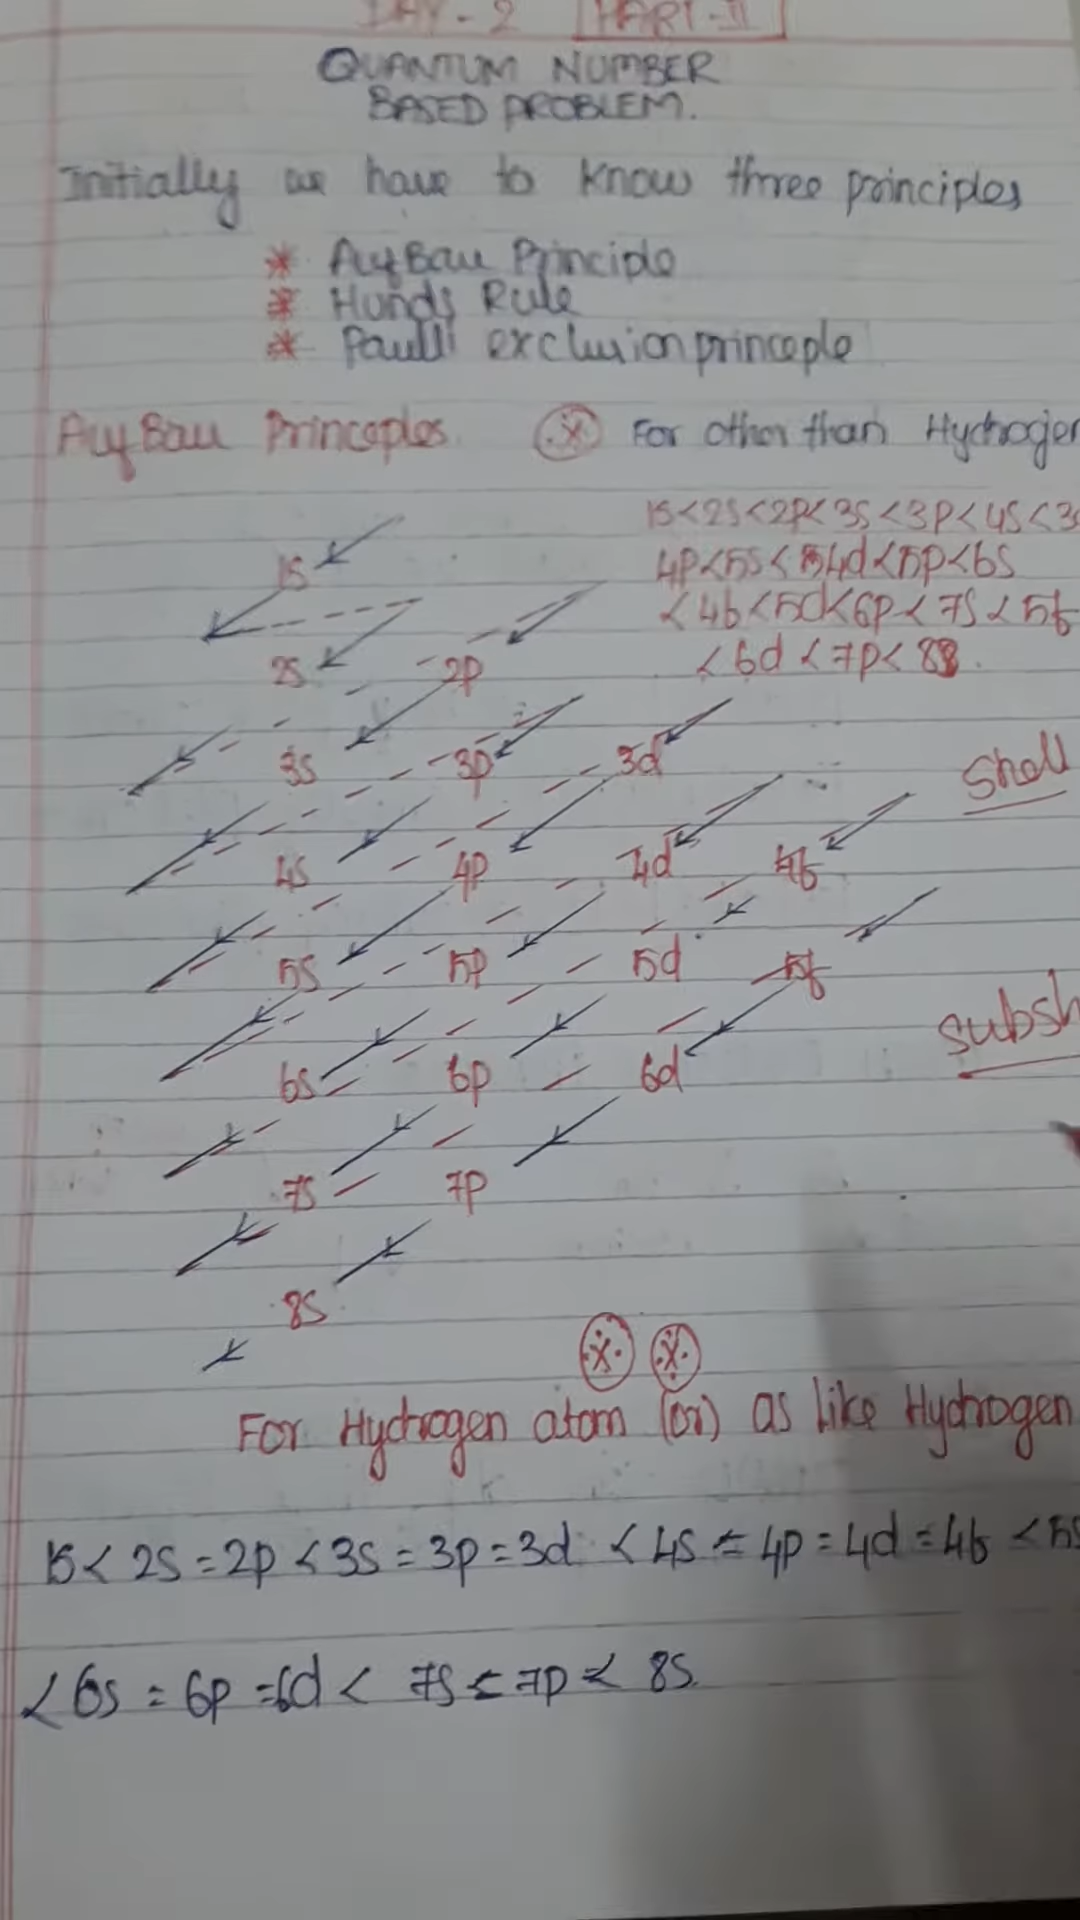 DAY - 2 PART-II
QUANTUM NUMBER
BASED PROBLEM.
Initially we have to know three principles
* AufBau Principle
* Hunds Rule
* Paulli exclusion princeple
AufBau Princeples. For other than Hydrogen
1s<2s<2p<3s<3p<4s<3d
4p<5s<4d<5p<6s
<4f<5d<6p<7s<5f
<6d<7p<8s.
1s
2s 2p
3s 3p 3d
Shell
4s 4p 4d 4f
5s 5p 5d 5f
subsh
6s 6p 6d
7s 7p
8s
For Hydrogen atom (or) as like Hydrogen
1s < 2s = 2p < 3s = 3p = 3d < 4s = 4p = 4d = 4f < 5s
< 6s = 6p = 6d < 7s = 7p < 8s